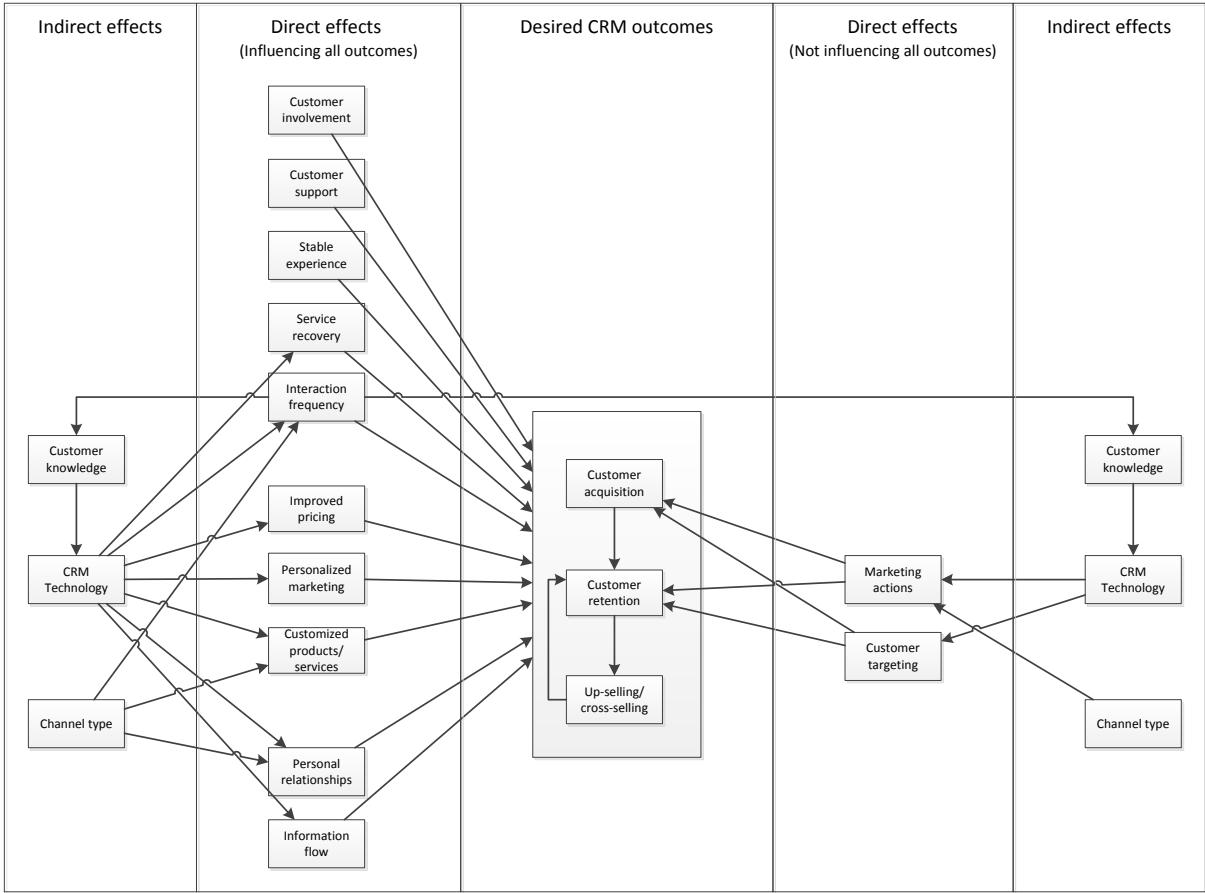 Indirect effects
Direct effects
(Influencing all outcomes)
Desired CRM outcomes
Direct effects
(Not influencing all outcomes)
Indirect effects
Customer
involvement
Customer
support
Stable
experience
Service
recovery
Interaction
frequency
Customer
knowledge
Improved
pricing
CRM
Technology
Personalized
marketing
Customized
products/
services
Channel type
Personal
relationships
Information
flow
Customer
acquisition
Customer
retention
Up-selling/
cross-selling
Marketing
actions
Customer
targeting
Customer
knowledge
CRM
Technology
Channel type